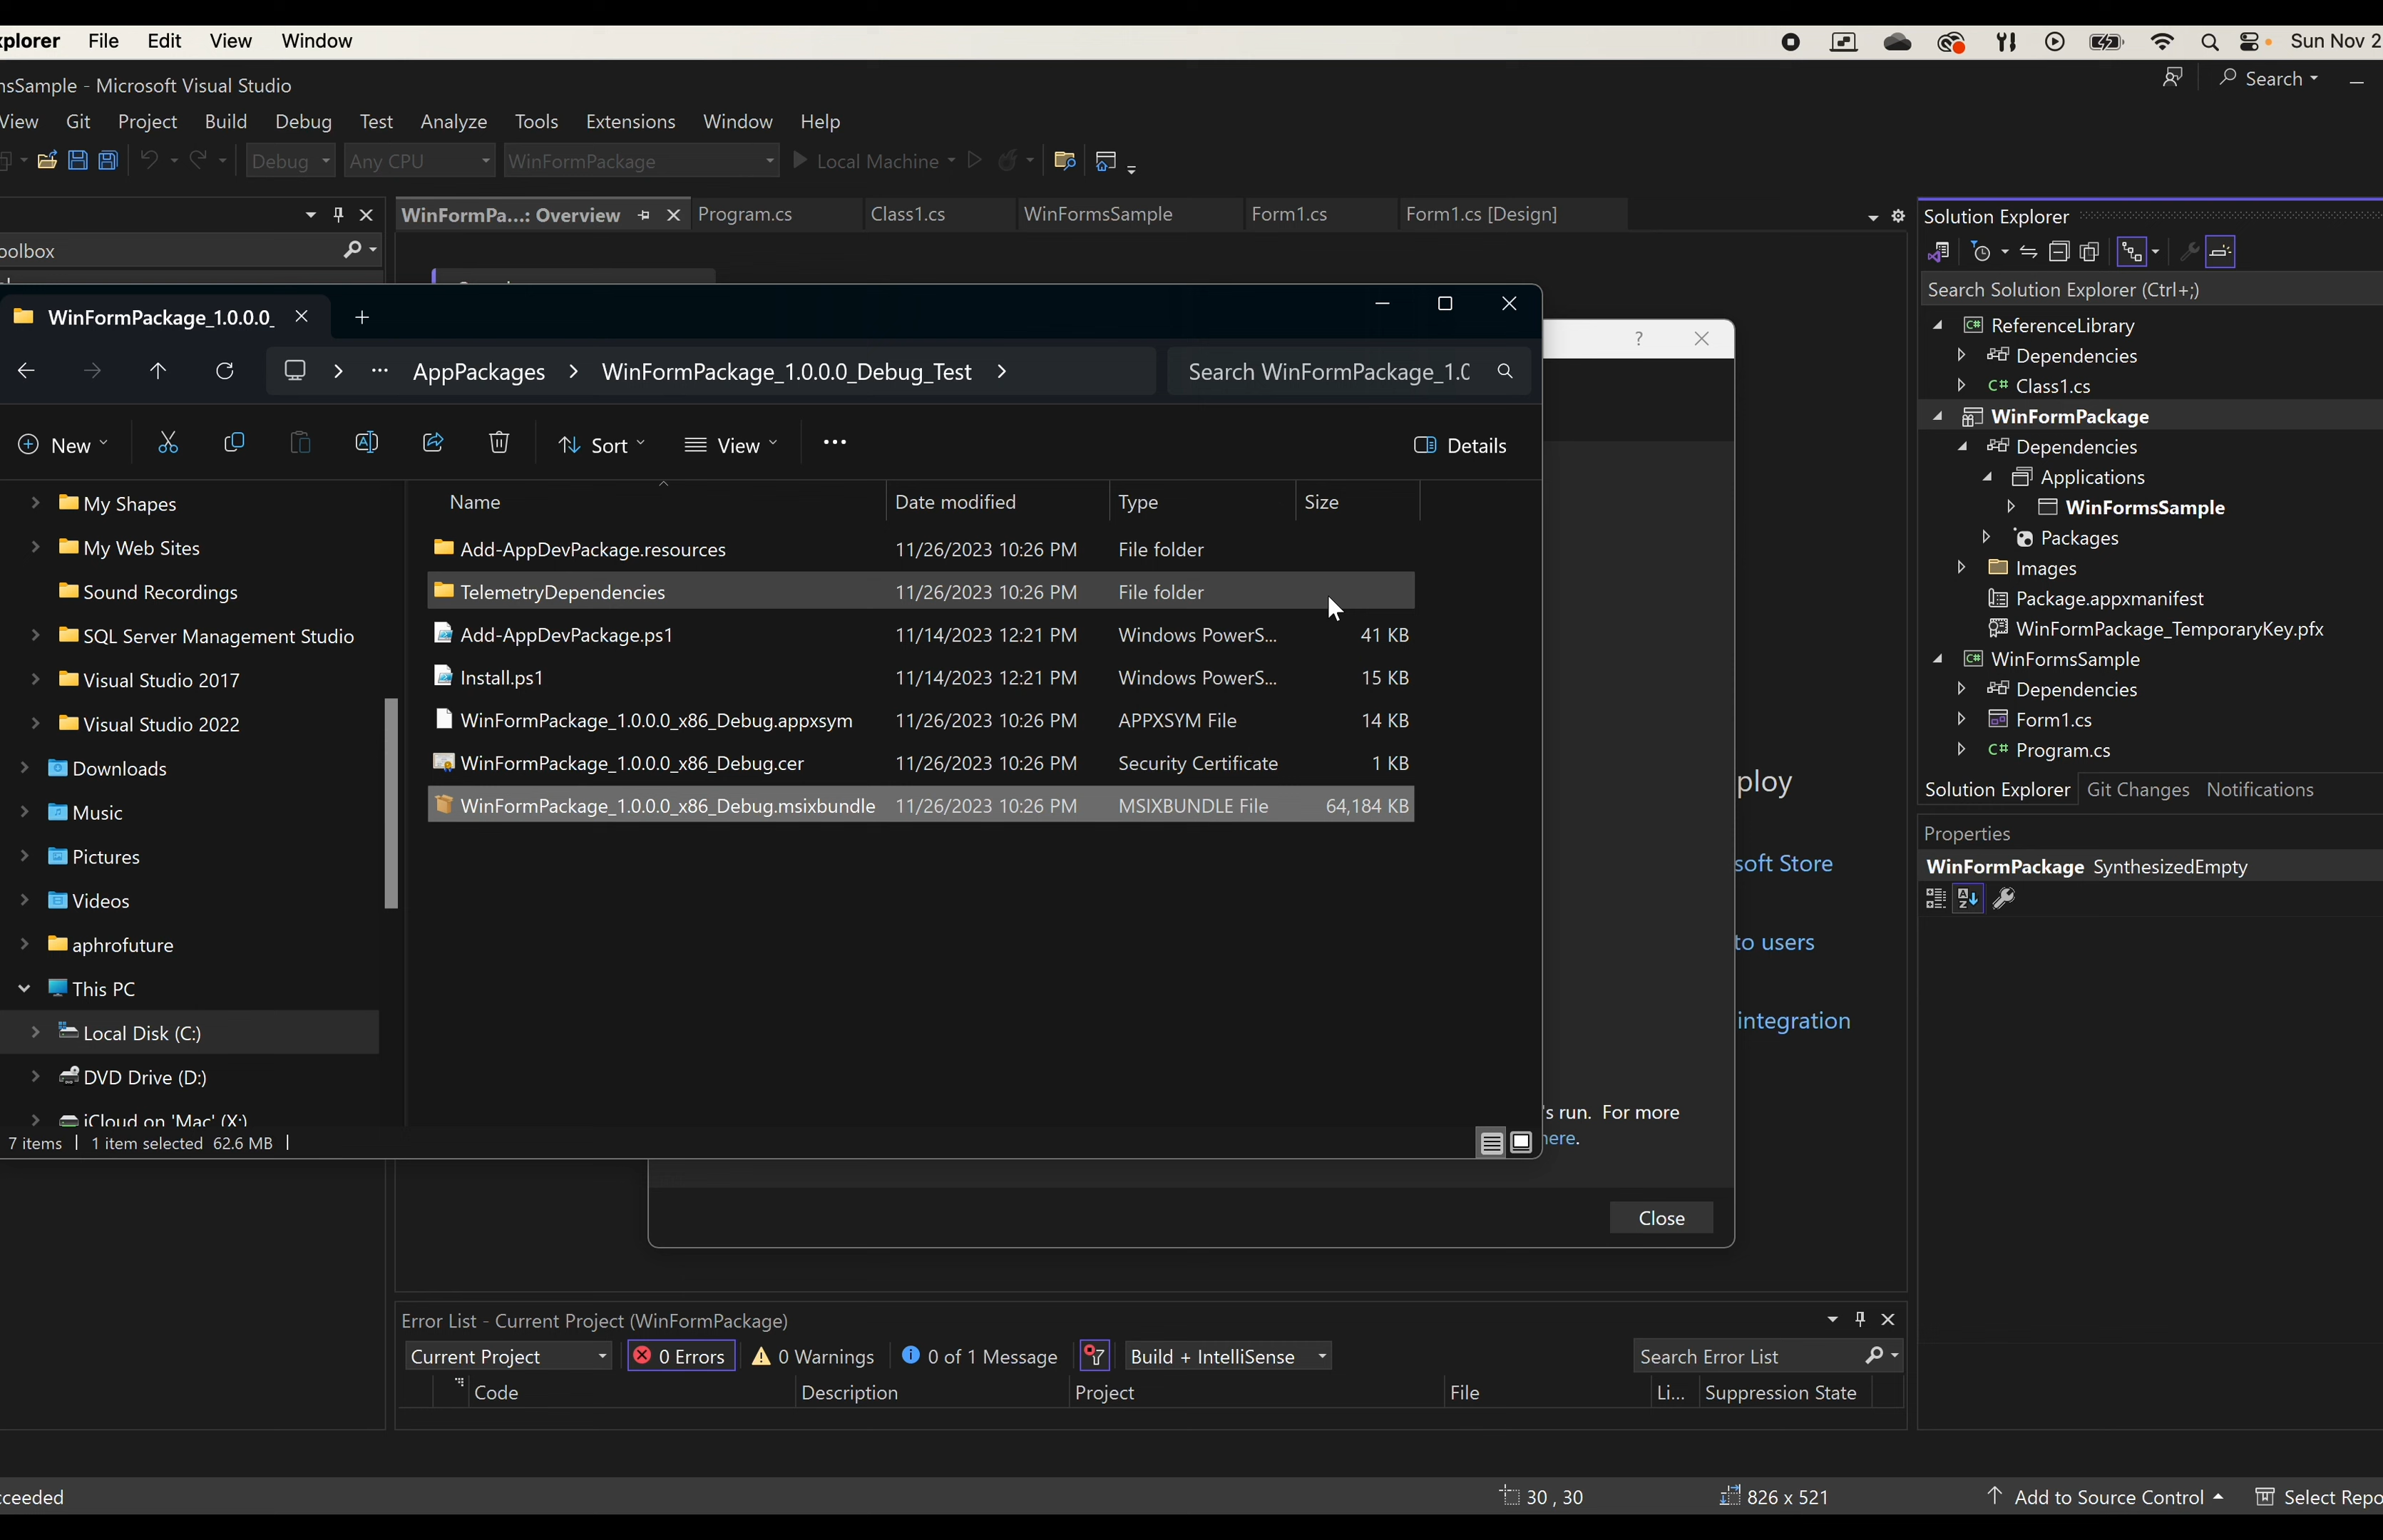 xplorer File Edit View Window Sun Nov 2
nsSample - Microsoft Visual Studio Search
View Git Project Build Debug Test Analyze Tools Extensions Window Help
Debug Any CPU WinFormPackage Local Machine
WinFormPa...: Overview Program.cs Class1.cs WinFormsSample Form1.cs Form1.cs [Design]
oolbox
WinFormPackage_1.0.0.0_
AppPackages > WinFormPackage_1.0.0.0_Debug_Test >
Search WinFormPackage_1.0
New Sort View ... Details
My Shapes
My Web Sites
Sound Recordings
SQL Server Management Studio
Visual Studio 2017
Visual Studio 2022
Downloads
Music
Pictures
Videos
aphrofuture
This PC
Local Disk (C:)
DVD Drive (D:)
iCloud on 'Mac' (X:)
Name Date modified Type Size
Add-AppDevPackage.resources 11/26/2023 10:26 PM File folder
TelemetryDependencies 11/26/2023 10:26 PM File folder
Add-AppDevPackage.ps1 11/14/2023 12:21 PM Windows PowerS... 41 KB
Install.ps1 11/14/2023 12:21 PM Windows PowerS... 15 KB
WinFormPackage_1.0.0.0_x86_Debug.appxsym 11/26/2023 10:26 PM APPXSYM File 14 KB
WinFormPackage_1.0.0.0_x86_Debug.cer 11/26/2023 10:26 PM Security Certificate 1 KB
WinFormPackage_1.0.0.0_x86_Debug.msixbundle 11/26/2023 10:26 PM MSIXBUNDLE File 64,184 KB
7 items 1 item selected 62.6 MB
?
ploy
soft Store
to users
integration
's run. For more
here.
Close
Solution Explorer
Search Solution Explorer (Ctrl+;)
C# ReferenceLibrary
Dependencies
C# Class1.cs
WinFormPackage
Dependencies
Applications
WinFormsSample
Packages
Images
Package.appxmanifest
WinFormPackage_TemporaryKey.pfx
C# WinFormsSample
Dependencies
Form1.cs
C# Program.cs
Solution Explorer Git Changes Notifications
Properties
WinFormPackage SynthesizedEmpty
Error List - Current Project (WinFormPackage)
Current Project 0 Errors 0 Warnings 0 of 1 Message Build + IntelliSense Search Error List
Code Description Project File Li... Suppression State
cceeded 30 , 30 826 x 521 Add to Source Control Select Repo